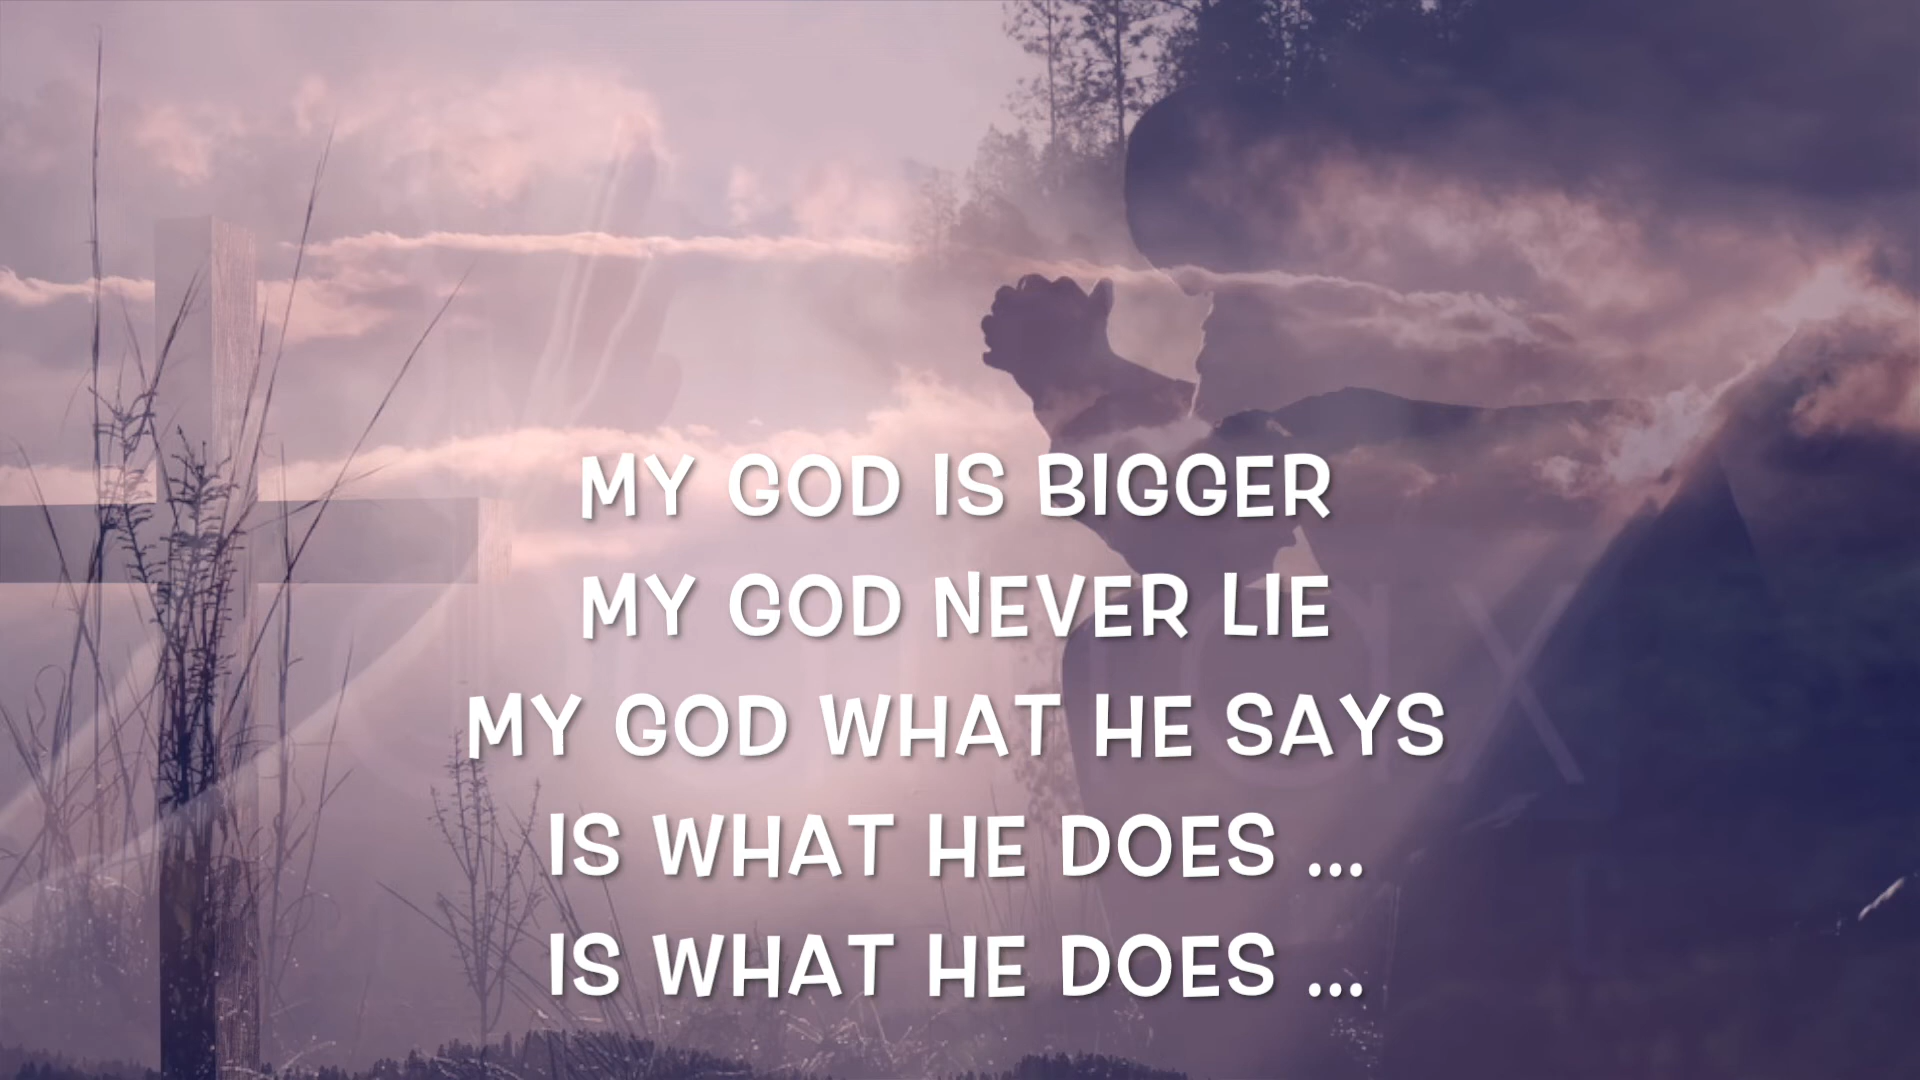 MY GOD IS BIGGER
MY GOD NEVER LIE
MY GOD WHAT HE SAYS
IS WHAT HE DOES ...
IS WHAT HE DOES ...